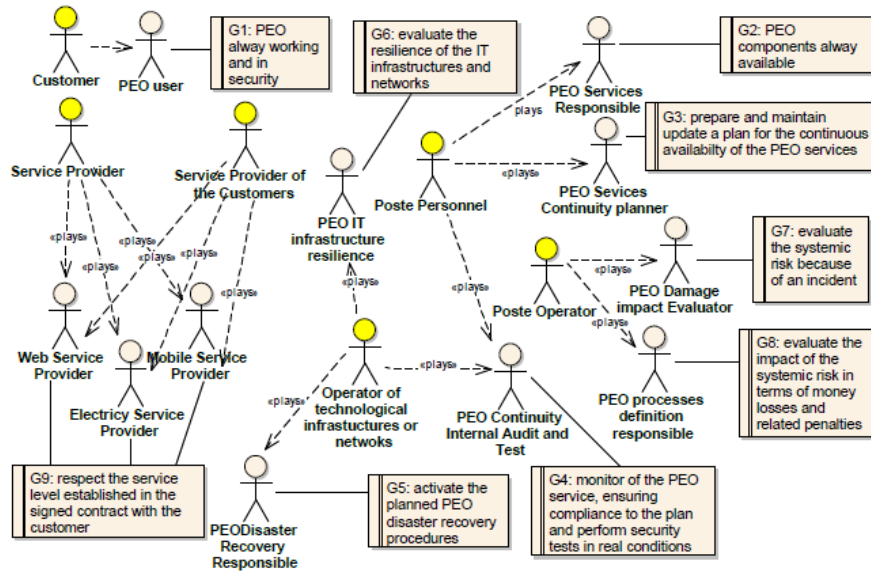 G1: PEO
alway working
and in
security
G6: evaluate the
resilience of the IT
infrastructures and
networks
G2: PEO
components alway
available
Customer
PEO user
PEO Services
Responsible
plays
G3: prepare and maintain
update a plan for the continuous
availabilty of the PEO services
Service Provider
Service Provider of
the Customers
Poste Personnel
«plays»
PEO Sevices
Continuity planner
PEO IT
infrastructure
resilience
G7: evaluate
the systemic
risk because
of an incident
«plays»
«plays»
«plays»
«plays»
«plays»
«plays»
«plays»
«plays»
«plays»
Poste Operator
PEO Damage
impact Evaluator
«plays»
Web Service
Provider
Mobile Service
Provider
Electricy Service
Provider
G8: evaluate the
impact of the
systemic risk in
terms of money
losses and
related penalties
Operator of
technological
infastuctures or
netwoks
«plays»
«plays»
PEO Continuity
Internal Audit and
Test
PEO processes
definition
responsible
G9: respect the service
level established in the
signed contract with the
customer
PEODisaster
Recovery
Responsible
G5: activate the
planned PEO
disaster recovery
procedures
G4: monitor of the PEO
service, ensuring
compliance to the plan
and perform security
tests in real conditions